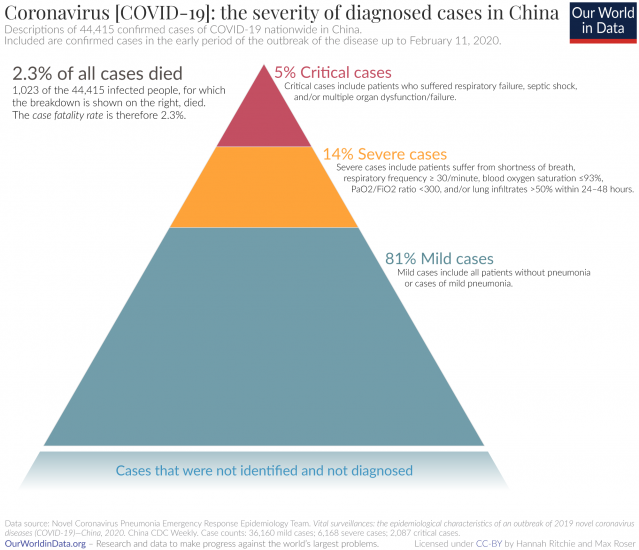 Coronavirus [COVID-19]: the severity of diagnosed cases in China
Our World
in Data
Descriptions of 44,415 confirmed cases of COVID-19 nationwide in China.
Included are confirmed cases in the early period of the outbreak of the disease up to February 11, 2020.
2.3% of all cases died
1,023 of the 44,415 infected people, for which
the breakdown is shown on the right, died.
The case fatality rate is therefore 2.3%.
5% Critical cases
Critical cases include patients who suffered respiratory failure, septic shock,
and/or multiple organ dysfunction/failure.
14% Severe cases
Severe cases include patients suffer from shortness of breath,
respiratory frequency ≥ 30/minute, blood oxygen saturation ≤93%,
PaO2/FiO2 ratio <300, and/or lung infiltrates >50% within 24–48 hours.
81% Mild cases
Mild cases include all patients without pneumonia
or cases of mild pneumonia.
Cases that were not identified and not diagnosed
Data source: Novel Coronavirus Pneumonia Emergency Response Epidemiology Team. Vital surveillances: the epidemiological characteristics of an outbreak of 2019 novel coronavirus
diseases (COVID-19)—China, 2020. China CDC Weekly. Case counts: 36,160 mild cases; 6,168 severe cases; 2,087 critical cases.
OurWorldinData.org – Research and data to make progress against the world's largest problems.
Licensed under CC-BY by Hannah Ritchie and Max Roser